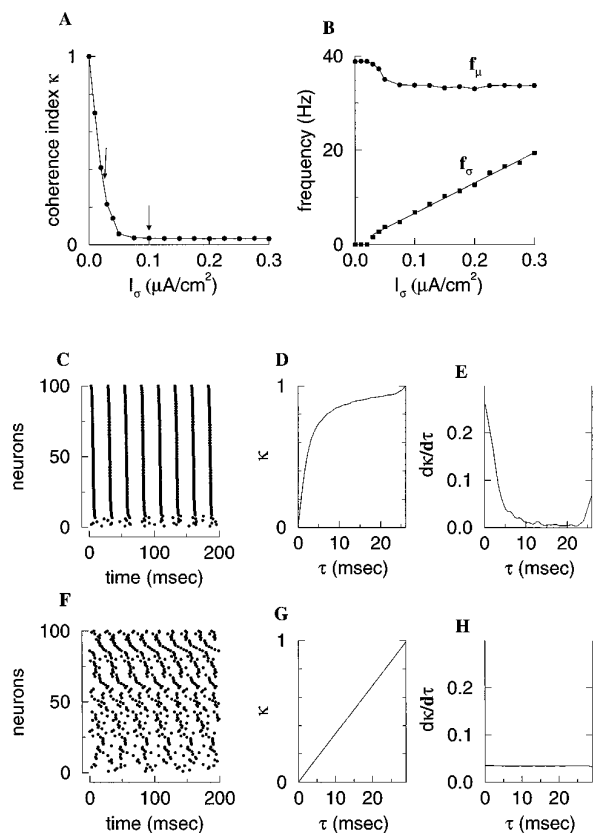 A
1
0
coherence index κ
0.0 0.1 0.2 0.3
I_σ (μA/cm²)
B
40
20
0
frequency (Hz)
f_μ
f_σ
0.0 0.1 0.2 0.3
I_σ (μA/cm²)
C
100
50
0
neurons
0 100 200
time (msec)
D
1
0
κ
0 10 20
τ (msec)
E
0.2
0.1
0.0
dκ/dτ
0 10 20
τ (msec)
F
100
50
0
neurons
0 100 200
time (msec)
G
1
0
κ
0 10 20
τ (msec)
H
0.2
0.1
0.0
dκ/dτ
0 10 20
τ (msec)